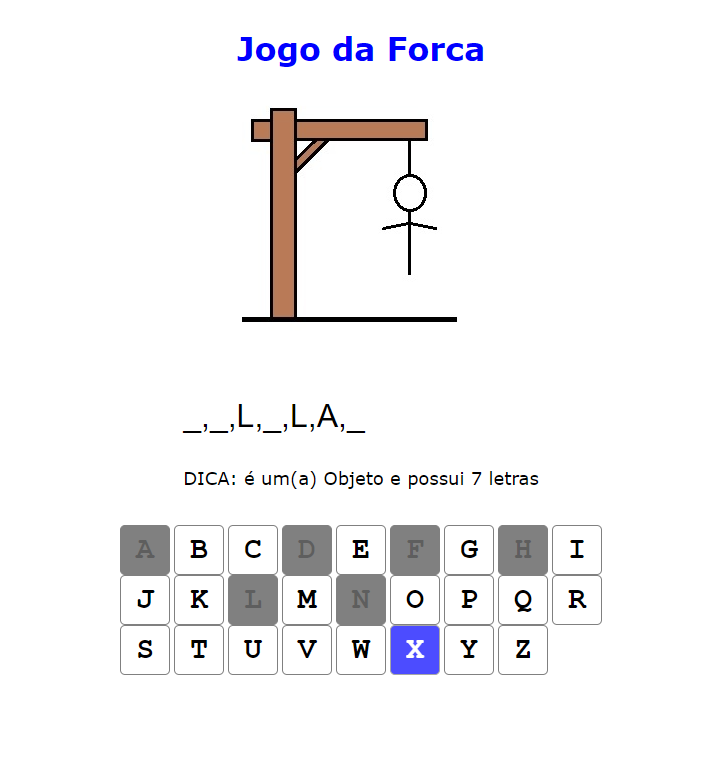 Jogo da Forca
_,_,L,_,L,A,_
DICA: é um(a) Objeto e possui 7 letras
A B C D E F G H I
J K L M N O P Q R
S T U V W X Y Z